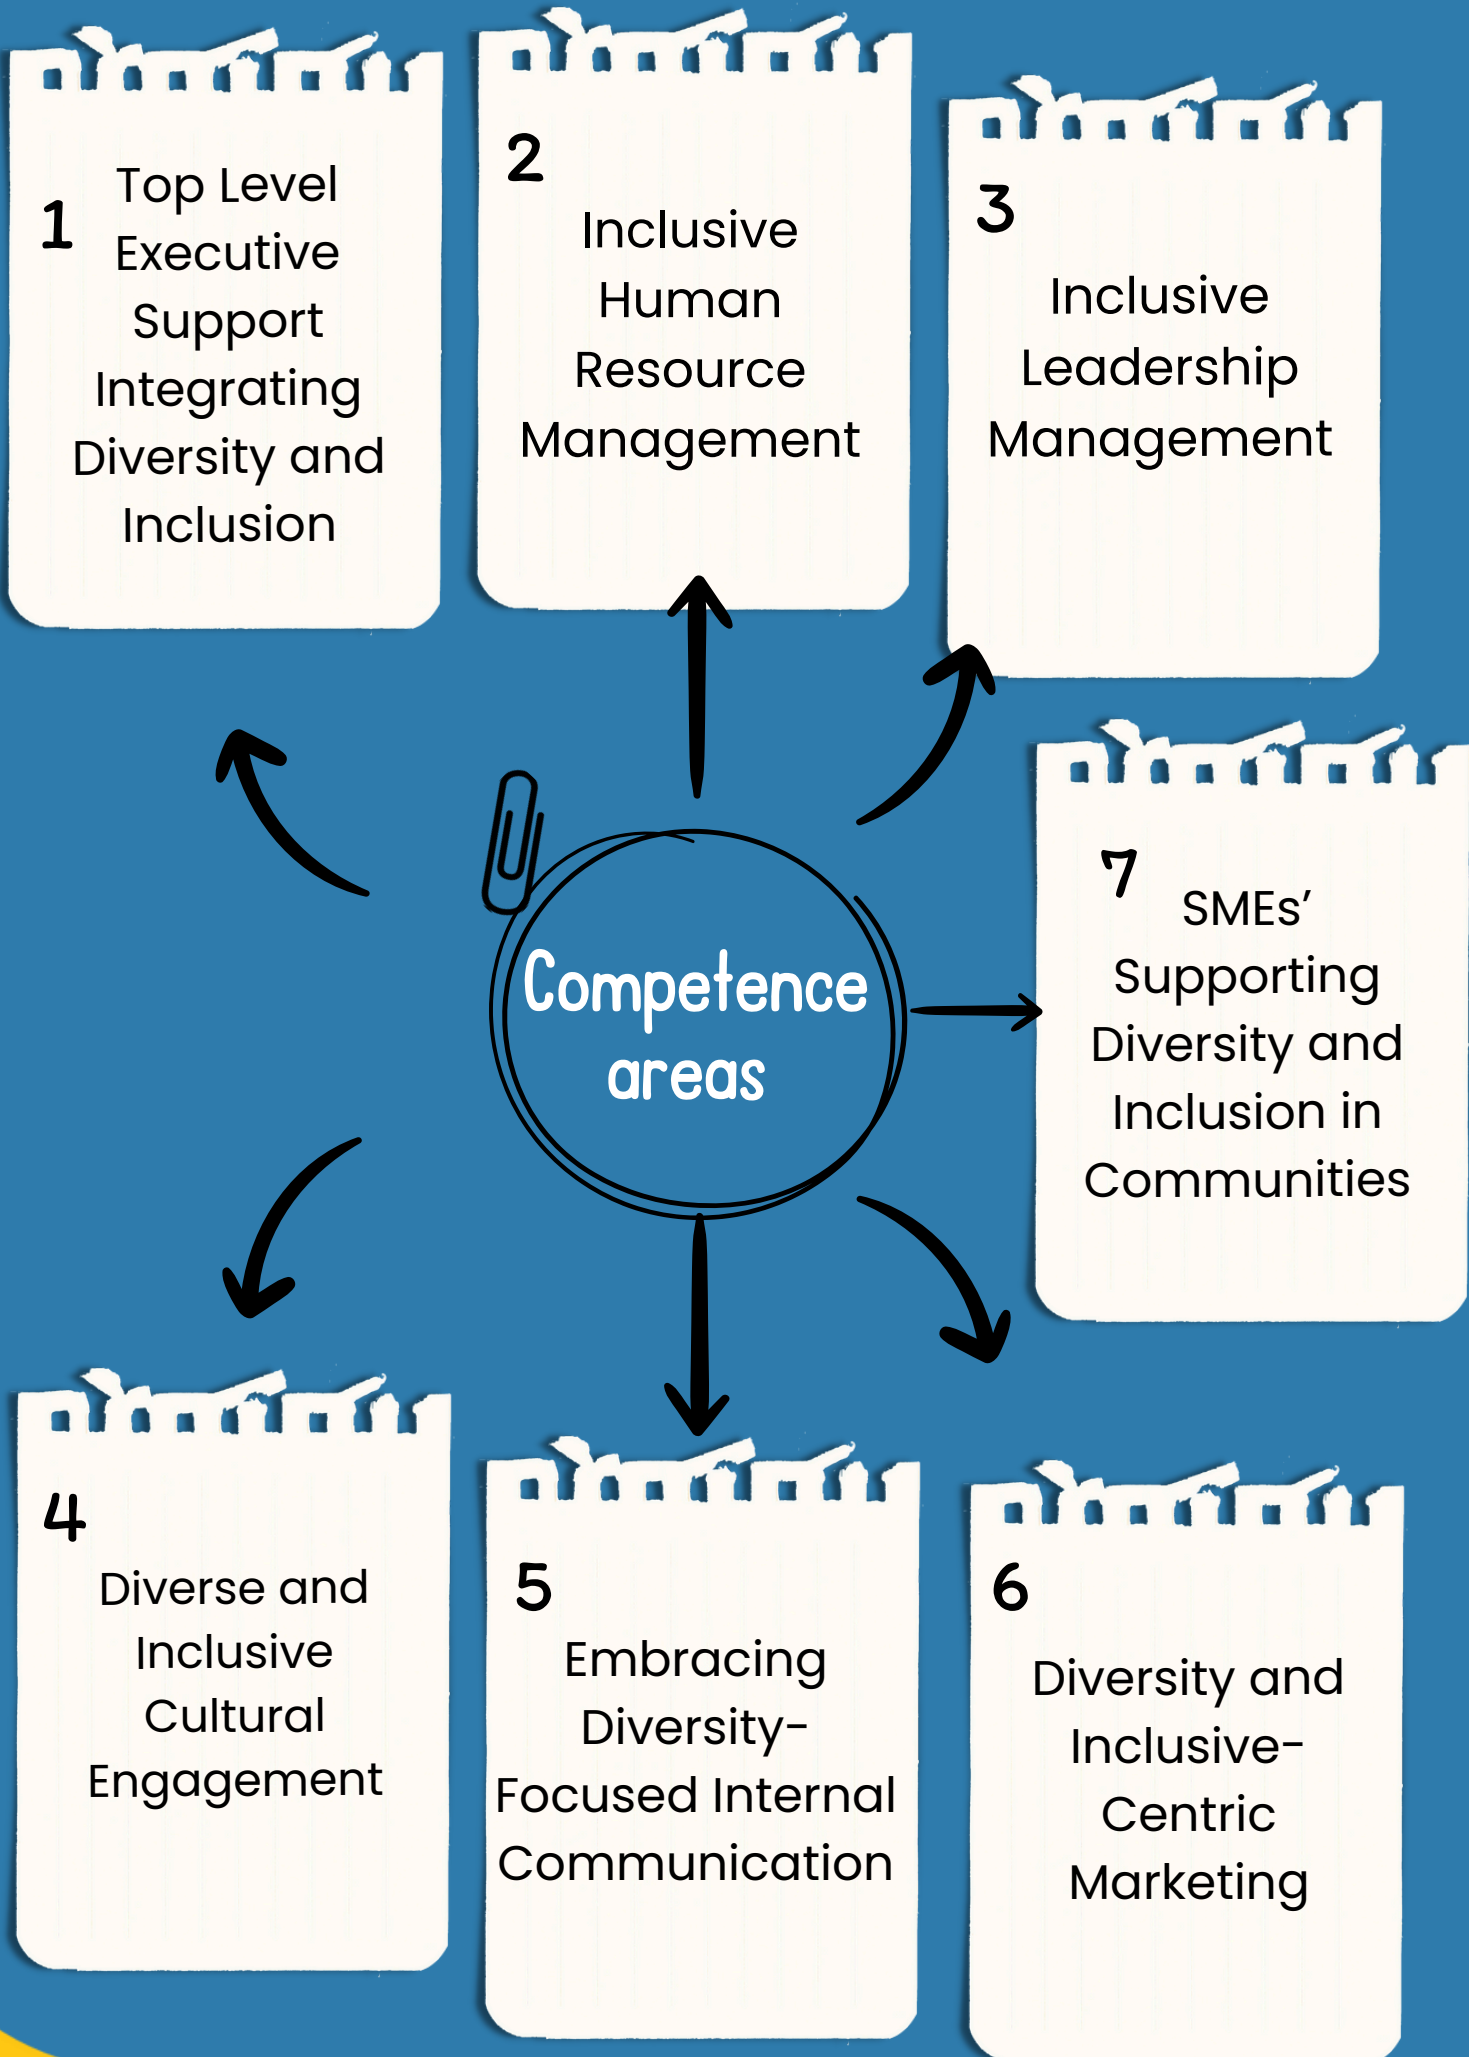 1
Top Level
Executive
Support
Integrating
Diversity and
Inclusion
2
Inclusive
Human
Resource
Management
3
Inclusive
Leadership
Management
Competence
areas
7
SMEs’
Supporting
Diversity and
Inclusion in
Communities
4
Diverse and
Inclusive
Cultural
Engagement
5
Embracing
Diversity-
Focused Internal
Communication
6
Diversity and
Inclusive-
Centric
Marketing